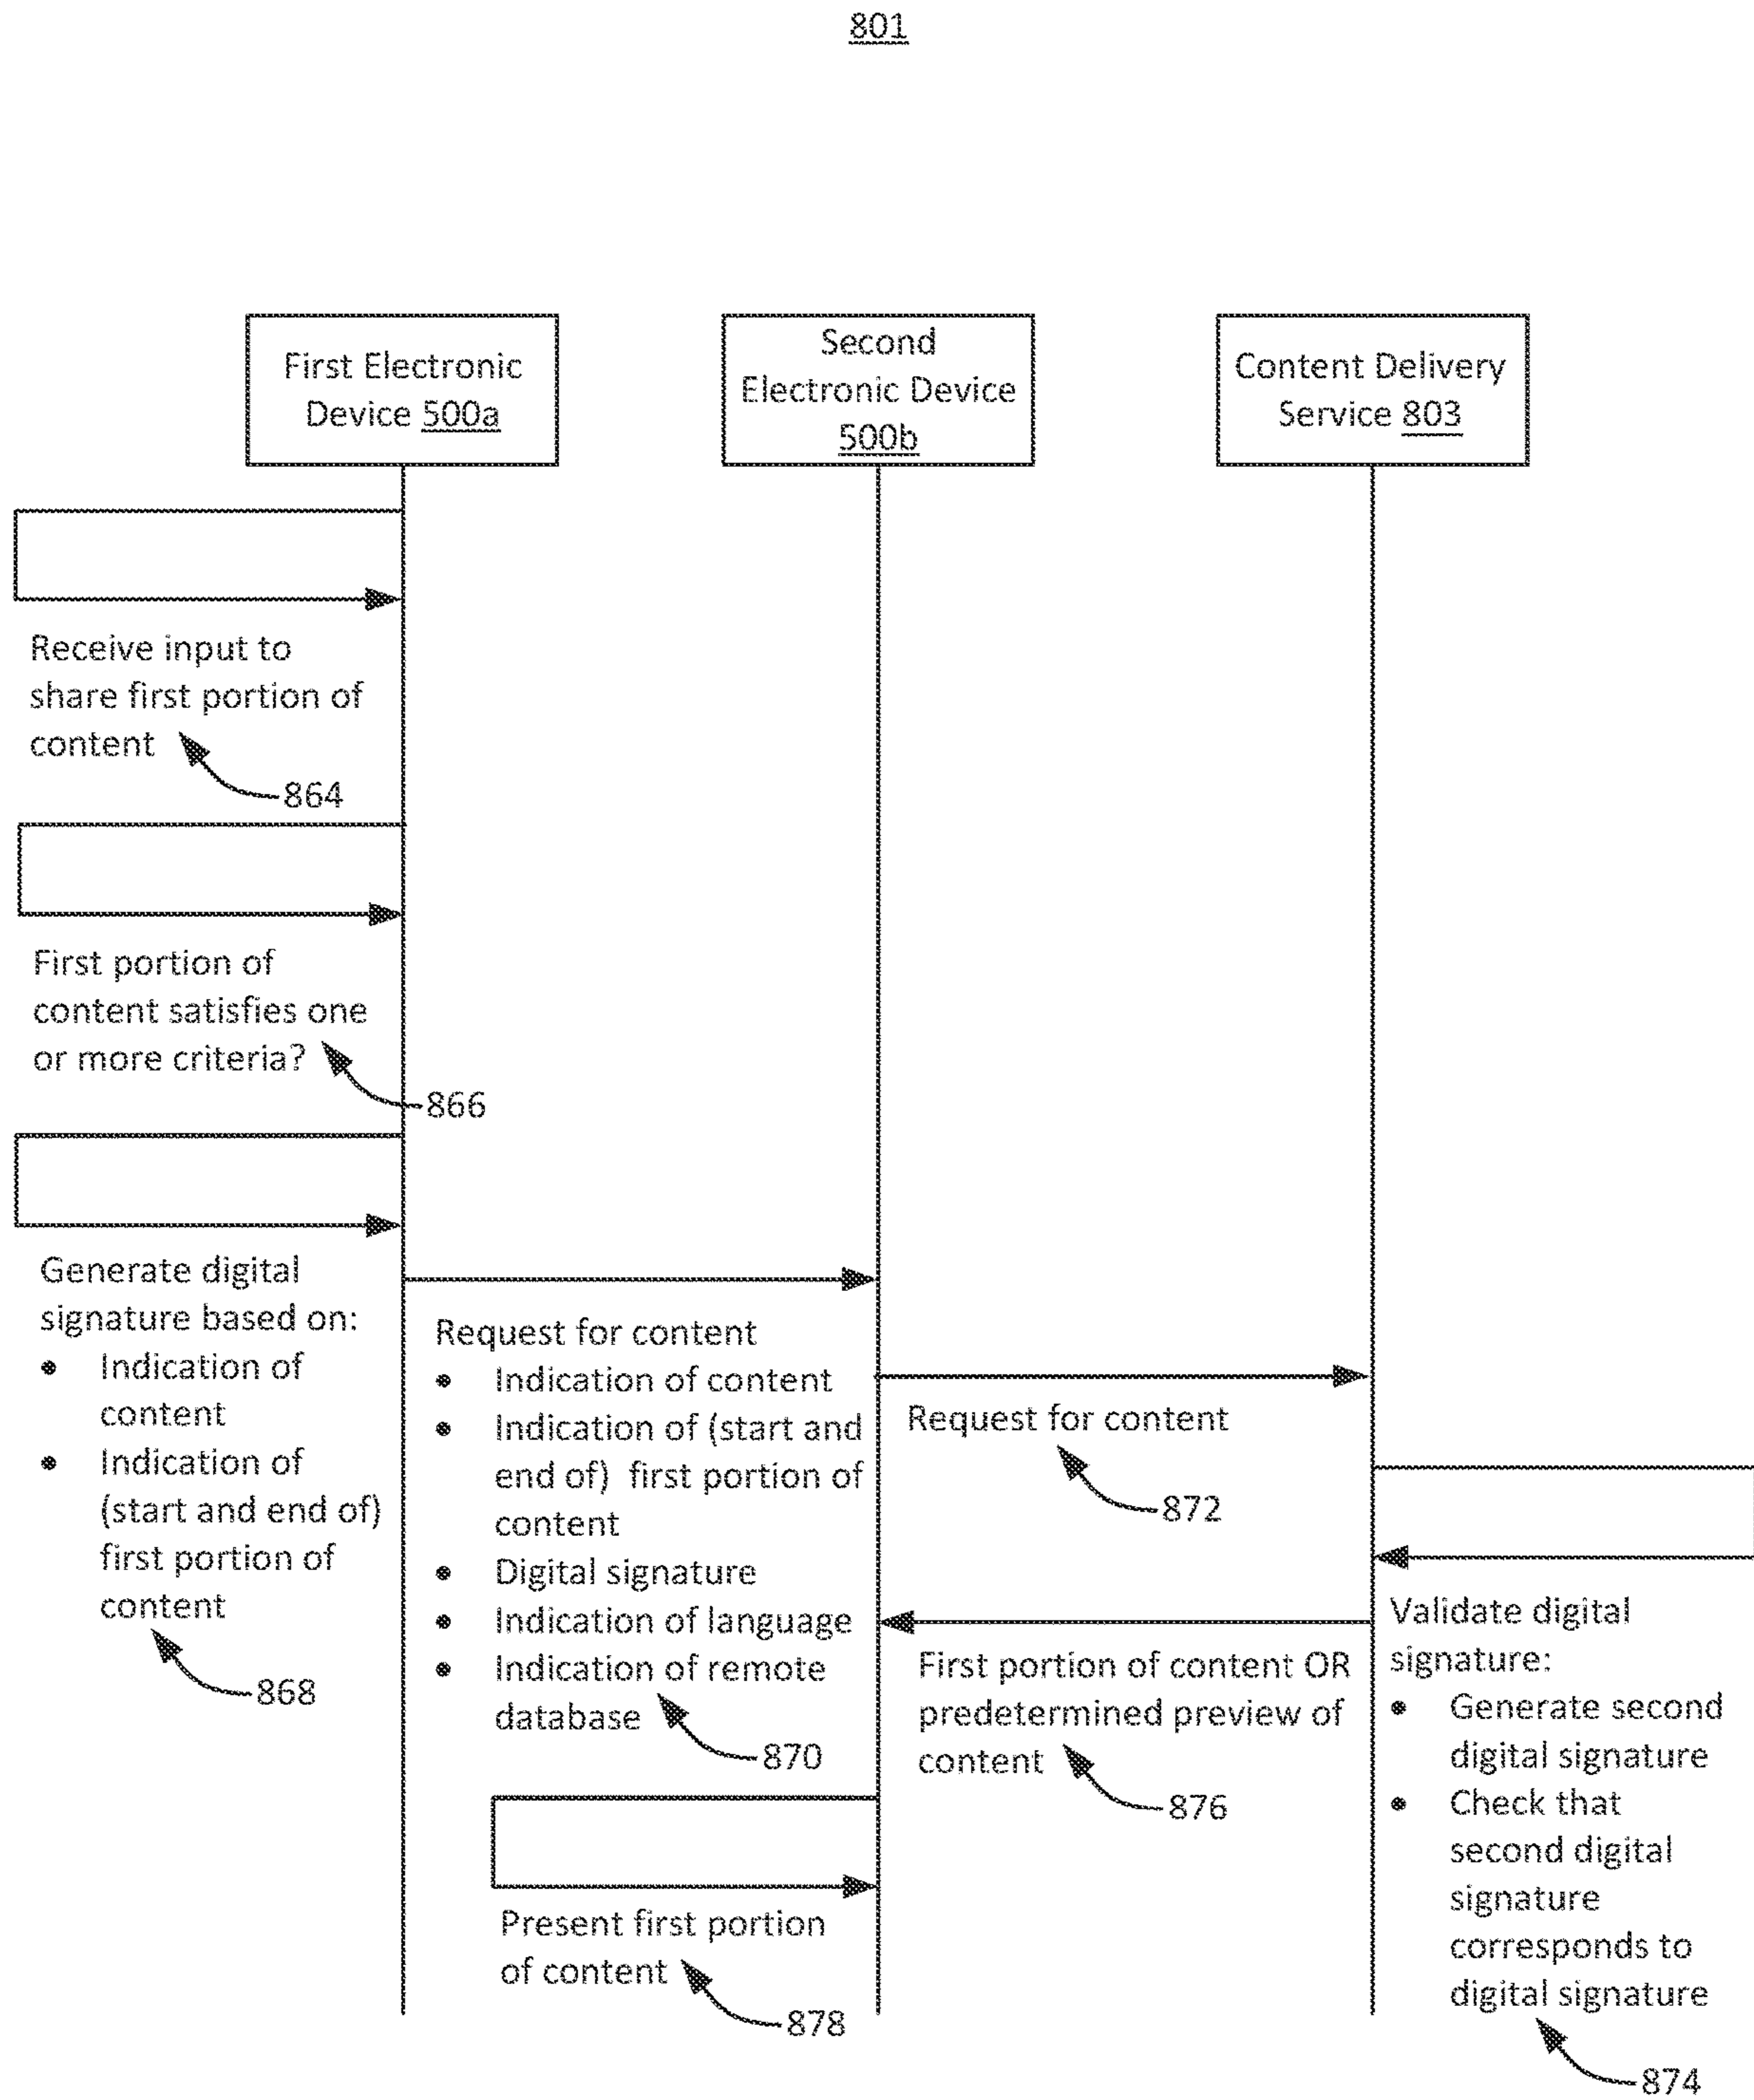 801
First Electronic
Device 500a
Second
Electronic Device
500b
Content Delivery
Service 803
Receive input to
share first portion of
content
864
First portion of
content satisfies one
or more criteria?
866
Generate digital
signature based on:
• Indication of
content
• Indication of
(start and end of)
first portion of
content
868
Request for content
• Indication of content
• Indication of (start and
end of) first portion of
content
• Digital signature
• Indication of language
• Indication of remote
database
870
Request for content
872
Validate digital
signature:
• Generate second
digital signature
• Check that
second digital
signature
corresponds to
digital signature
874
First portion of content OR
predetermined preview of
content
876
Present first portion
of content
878